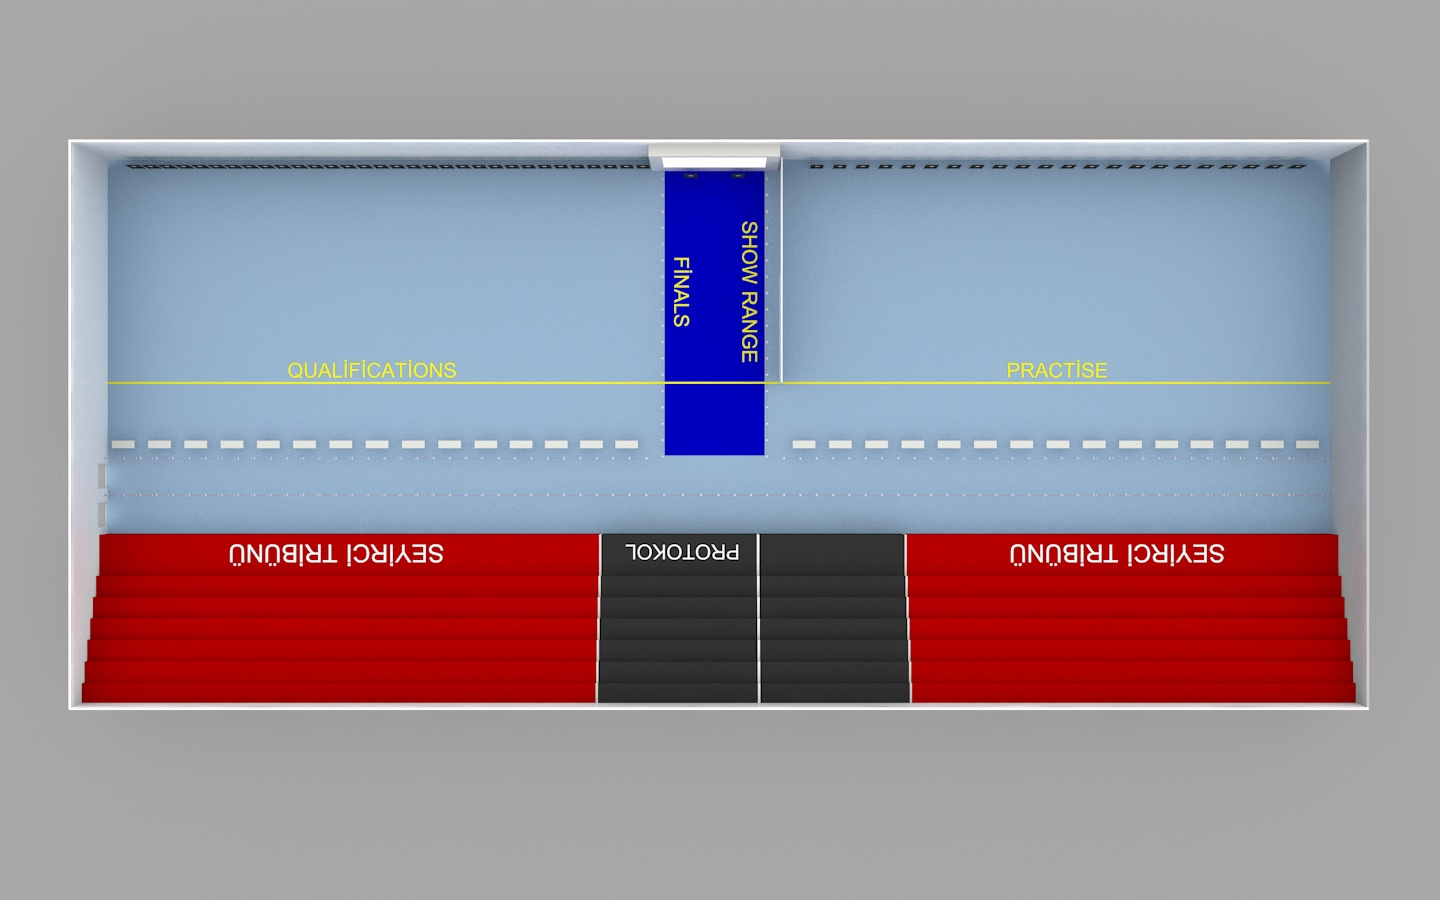 SHOW RANGE
FİNALS
QUALİFİCATİONS
PRACTİSE
SEYİRCİ TRİBÜNÜ
PROTOKOL
SEYİRCİ TRİBÜNÜ